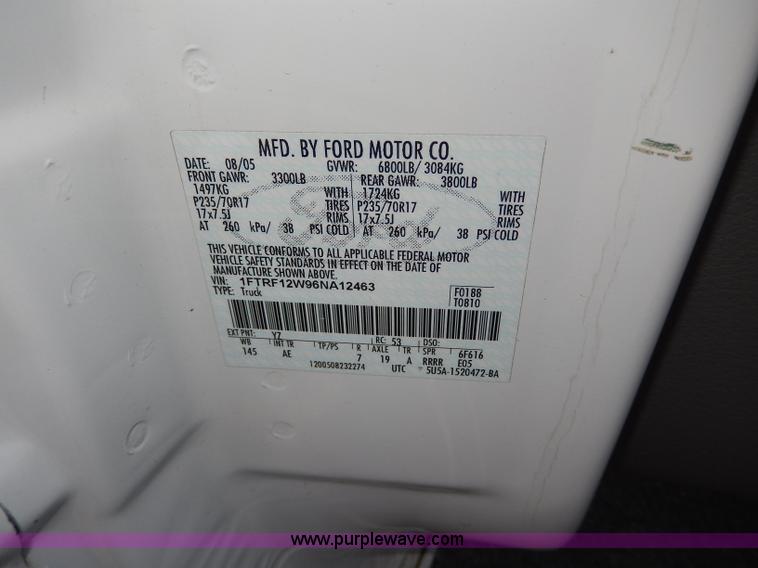 MFD. BY FORD MOTOR CO.
DATE: 08/05 GVWR: 6800LB/ 3084KG
FRONT GAWR: 3300LB REAR GAWR: 3800LB
1497KG WITH 1724KG WITH
P235/70R17 TIRES P235/70R17 TIRES
17x7.5J RIMS 17x7.5J RIMS
AT 260 kPa/ 38 PSI COLD AT 260 kPa/ 38 PSI COLD
Ford
THIS VEHICLE CONFORMS TO ALL APPLICABLE FEDERAL MOTOR
VEHICLE SAFETY STANDARDS IN EFFECT ON THE DATE OF
MANUFACTURE SHOWN ABOVE.
VIN: 1FTRF12W96NA12463 F0188
TYPE: Truck T0810
EXT PNT: YZ RC: 53 DSO:
WB INT TR TP/PS R AXLE TR SPR 6F616
145 AE 7 19 A RRRR E05
1200508232274 UTC 5U5A-1520472-BA
www.purplewave.com